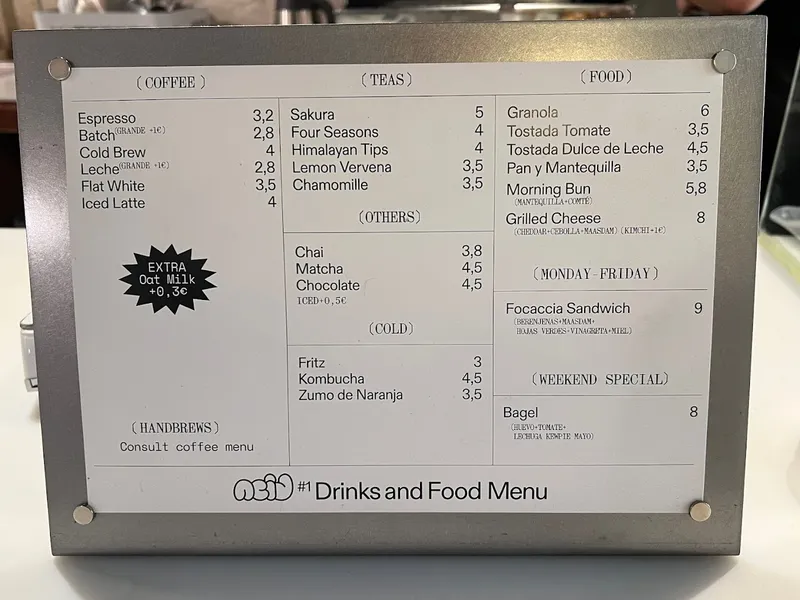 (COFFEE)
Espresso 3,2
Batch (GRANDE +1€) 2,8
Cold Brew 4
Leche (GRANDE +1€) 2,8
Flat White 3,5
Iced Latte 4
EXTRA
Oat Milk
+0,3€
(HANDBREWS)
Consult coffee menu
(TEAS)
Sakura 5
Four Seasons 4
Himalayan Tips 4
Lemon Vervena 3,5
Chamomille 3,5
(OTHERS)
Chai 3,8
Matcha 4,5
Chocolate 4,5
ICED+0,5€
(COLD)
Fritz 3
Kombucha 4,5
Zumo de Naranja 3,5
(FOOD)
Granola 6
Tostada Tomate 3,5
Tostada Dulce de Leche 4,5
Pan y Mantequilla 3,5
Morning Bun 5,8
(MANTEQUILLA+COMTÉ)
Grilled Cheese 8
(CHEDDAR+CEBOLLA+MAASDAM) (KIMCHI+1€)
(MONDAY-FRIDAY)
Focaccia Sandwich 9
(BERENJENAS+MAASDAM+
HOJAS VERDES+VINAGRETA+MIEL)
(WEEKEND SPECIAL)
Bagel 8
(HUEVO+TOMATE+
LECHUGA KEWPIE MAYO)
#1 Drinks and Food Menu